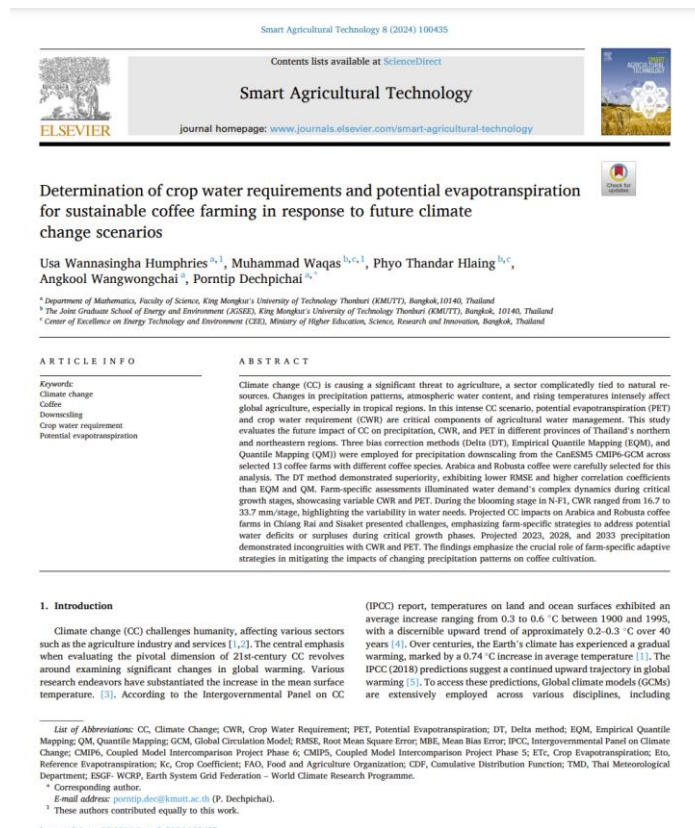 Smart Agricultural Technology 8 (2024) 100435
Contents lists available at ScienceDirect
Smart Agricultural Technology
journal homepage: www.journals.elsevier.com/smart-agricultural-technology
ELSEVIER
SMART AGRICULTURAL TECHNOLOGY
Check for updates
Determination of crop water requirements and potential evapotranspiration
for sustainable coffee farming in response to future climate
change scenarios
Usa Wannasingha Humphries a,1, Muhammad Waqas b,c,1, Phyo Thandar Hlaing b,c,
Angkool Wangwongchai a, Porntip Dechpichai a,*
a Department of Mathematics, Faculty of Science, King Mongkut's University of Technology Thonburi (KMUTT), Bangkok,10140, Thailand
b The Joint Graduate School of Energy and Environment (JGSEE), King Mongkut's University of Technology Thonburi (KMUTT), Bangkok, 10140, Thailand
c Center of Excellence on Energy Technology and Environment (CEE), Ministry of Higher Education, Science, Research and Innovation, Bangkok, Thailand
ARTICLE INFO
Keywords:
Climate change
Coffee
Downscaling
Crop water requirement
Potential evapotranspiration
ABSTRACT
Climate change (CC) is causing a significant threat to agriculture, a sector complicatedly tied to natural re-
sources. Changes in precipitation patterns, atmospheric water content, and rising temperatures intensely affect
global agriculture, especially in tropical regions. In this intense CC scenario, potential evapotranspiration (PET)
and crop water requirement (CWR) are critical components of agricultural water management. This study
evaluates the future impact of CC on precipitation, CWR, and PET in different provinces of Thailand's northern
and northeastern regions. Three bias correction methods (Delta (DT), Empirical Quantile Mapping (EQM), and
Quantile Mapping (QM)) were employed for precipitation downscaling from the CanESM5 CMIP6-GCM across
selected 13 coffee farms with different coffee species. Arabica and Robusta coffee were carefully selected for this
analysis. The DT method demonstrated superiority, exhibiting lower RMSE and higher correlation coefficients
than EQM and QM. Farm-specific assessments illuminated water demand's complex dynamics during critical
growth stages, showcasing variable CWR and PET. During the blooming stage in N-F1, CWR ranged from 16.7 to
33.7 mm/stage, highlighting the variability in water needs. Projected CC impacts on Arabica and Robusta coffee
farms in Chiang Rai and Sisaket presented challenges, emphasizing farm-specific strategies to address potential
water deficits or surpluses during critical growth phases. Projected 2023, 2028, and 2033 precipitation
demonstrated incongruities with CWR and PET. The findings emphasize the crucial role of farm-specific adaptive
strategies in mitigating the impacts of changing precipitation patterns on coffee cultivation.
1. Introduction
Climate change (CC) challenges humanity, affecting various sectors
such as the agriculture industry and services [1,2]. The central emphasis
when evaluating the pivotal dimension of 21st-century CC revolves
around examining significant changes in global warming. Various
research endeavors have substantiated the increase in the mean surface
temperature. [3]. According to the Intergovernmental Panel on CC
(IPCC) report, temperatures on land and ocean surfaces exhibited an
average increase ranging from 0.3 to 0.6 °C between 1900 and 1995,
with a discernible upward trend of approximately 0.2–0.3 °C over 40
years [4]. Over centuries, the Earth's climate has experienced a gradual
warming, marked by a 0.74 °C increase in average temperature [1]. The
IPCC (2018) predictions suggest a continued upward trajectory in global
warming [5]. To access these predictions, Global climate models (GCMs)
are extensively employed across various disciplines, including
List of Abbreviations: CC, Climate Change; CWR, Crop Water Requirement; PET, Potential Evapotranspiration; DT, Delta method; EQM, Empirical Quantile
Mapping; QM, Quantile Mapping; GCM, Global Circulation Model; RMSE, Root Mean Square Error; MBE, Mean Bias Error; IPCC, Intergovernmental Panel on Climate
Change; CMIP6, Coupled Model Intercomparison Project Phase 6; CMIP5, Coupled Model Intercomparison Project Phase 5; ETc, Crop Evapotranspiration; Eto,
Reference Evapotranspiration; Kc, Crop Coefficient; FAO, Food and Agriculture Organization; CDF, Cumulative Distribution Function; TMD, Thai Meteorological
Department; ESGF- WCRP, Earth System Grid Federation – World Climate Research Programme.
* Corresponding author.
E-mail address: porntip.dec@kmutt.ac.th (P. Dechpichai).
1 These authors contributed equally to this work.